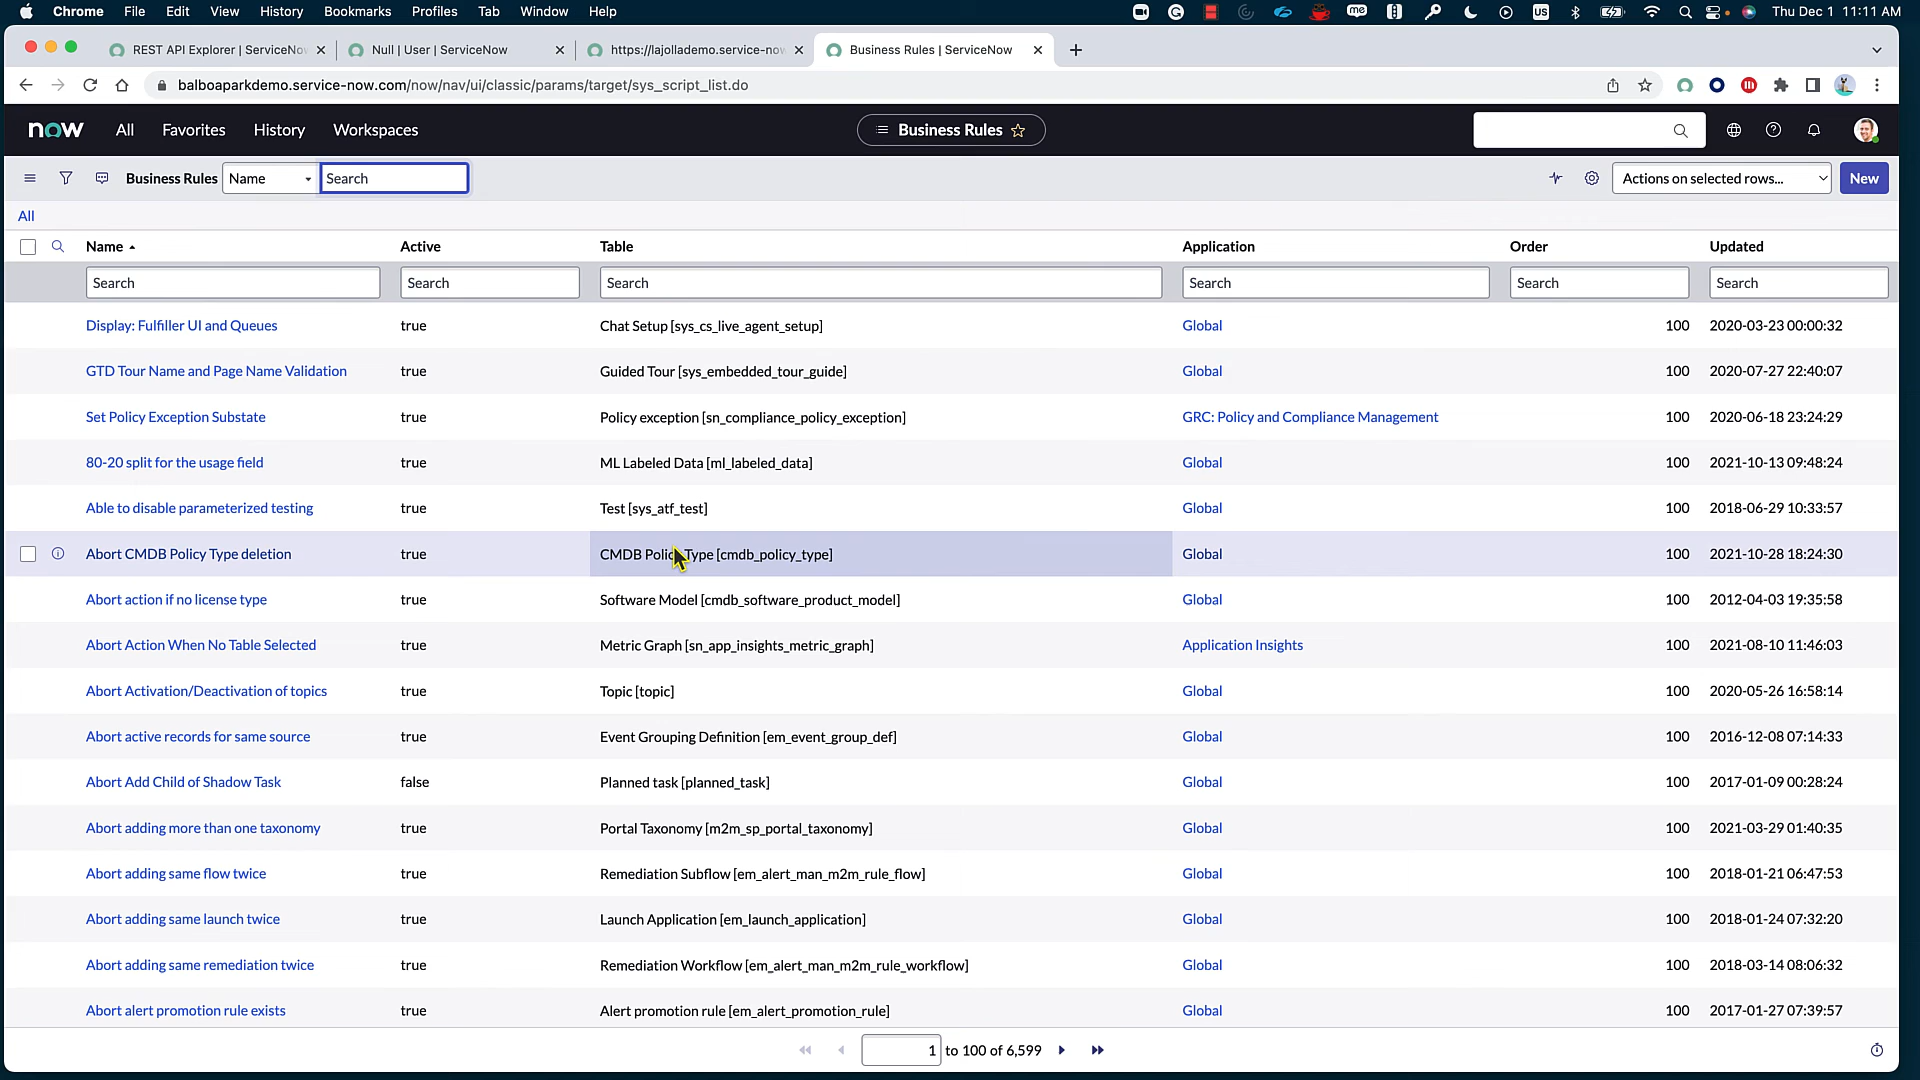 Chrome File Edit View History Bookmarks Profiles Tab Window Help me US Thu Dec 1 11:11 AM
REST API Explorer | ServiceNo Null | User | ServiceNow https://lajollademo.service-now Business Rules | ServiceNow
balboaparkdemo.service-now.com/now/nav/ui/classic/params/target/sys_script_list.do
now All Favorites History Workspaces Business Rules
Business Rules Name Search Actions on selected rows... New
All
Name Active Table Application Order Updated
Search Search Search Search Search Search
Display: Fulfiller UI and Queues true Chat Setup [sys_cs_live_agent_setup] Global 100 2020-03-23 00:00:32
GTD Tour Name and Page Name Validation true Guided Tour [sys_embedded_tour_guide] Global 100 2020-07-27 22:40:07
Set Policy Exception Substate true Policy exception [sn_compliance_policy_exception] GRC: Policy and Compliance Management 100 2020-06-18 23:24:29
80-20 split for the usage field true ML Labeled Data [ml_labeled_data] Global 100 2021-10-13 09:48:24
Able to disable parameterized testing true Test [sys_atf_test] Global 100 2018-06-29 10:33:57
Abort CMDB Policy Type deletion true CMDB Policy Type [cmdb_policy_type] Global 100 2021-10-28 18:24:30
Abort action if no license type true Software Model [cmdb_software_product_model] Global 100 2012-04-03 19:35:58
Abort Action When No Table Selected true Metric Graph [sn_app_insights_metric_graph] Application Insights 100 2021-08-10 11:46:03
Abort Activation/Deactivation of topics true Topic [topic] Global 100 2020-05-26 16:58:14
Abort active records for same source true Event Grouping Definition [em_event_group_def] Global 100 2016-12-08 07:14:33
Abort Add Child of Shadow Task false Planned task [planned_task] Global 100 2017-01-09 00:28:24
Abort adding more than one taxonomy true Portal Taxonomy [m2m_sp_portal_taxonomy] Global 100 2021-03-29 01:40:35
Abort adding same flow twice true Remediation Subflow [em_alert_man_m2m_rule_flow] Global 100 2018-01-21 06:47:53
Abort adding same launch twice true Launch Application [em_launch_application] Global 100 2018-01-24 07:32:20
Abort adding same remediation twice true Remediation Workflow [em_alert_man_m2m_rule_workflow] Global 100 2018-03-14 08:06:32
Abort alert promotion rule exists true Alert promotion rule [em_alert_promotion_rule] Global 100 2017-01-27 07:39:57
1 to 100 of 6,599